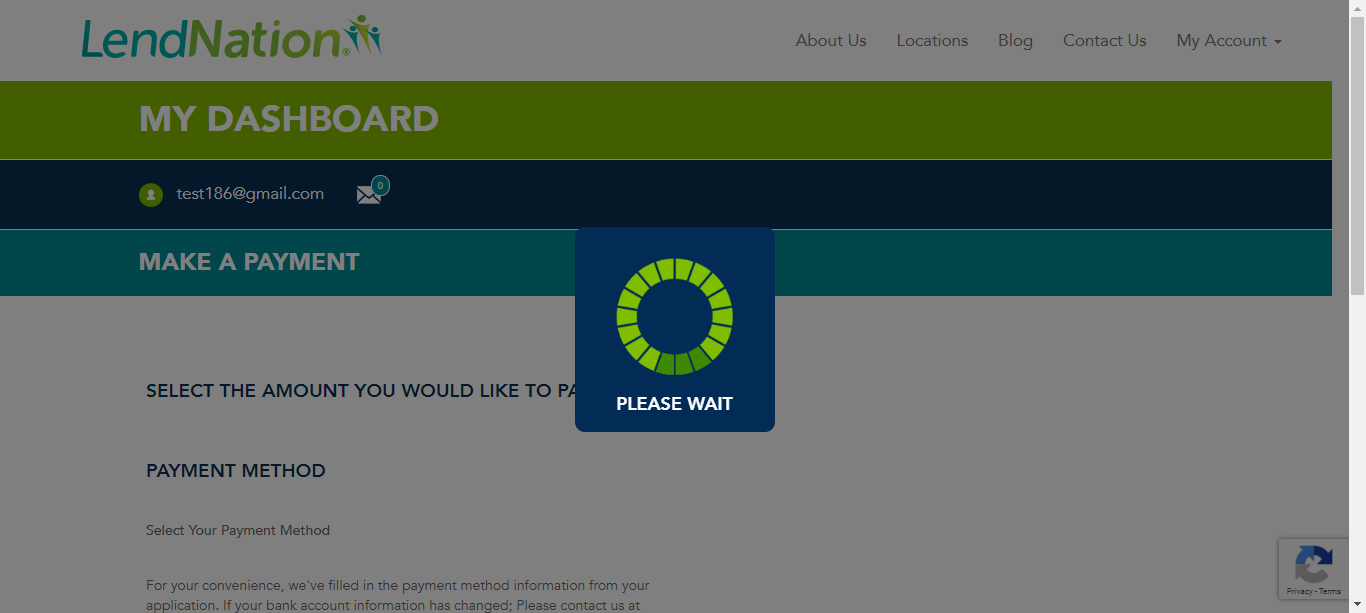 LendNation®
About Us Locations Blog Contact Us My Account
MY DASHBOARD
test186@gmail.com 0
MAKE A PAYMENT
SELECT THE AMOUNT YOU WOULD LIKE TO PA
PLEASE WAIT
PAYMENT METHOD
Select Your Payment Method
For your convenience, we've filled in the payment method information from your
application. If your bank account information has changed; Please contact us at
Privacy - Terms